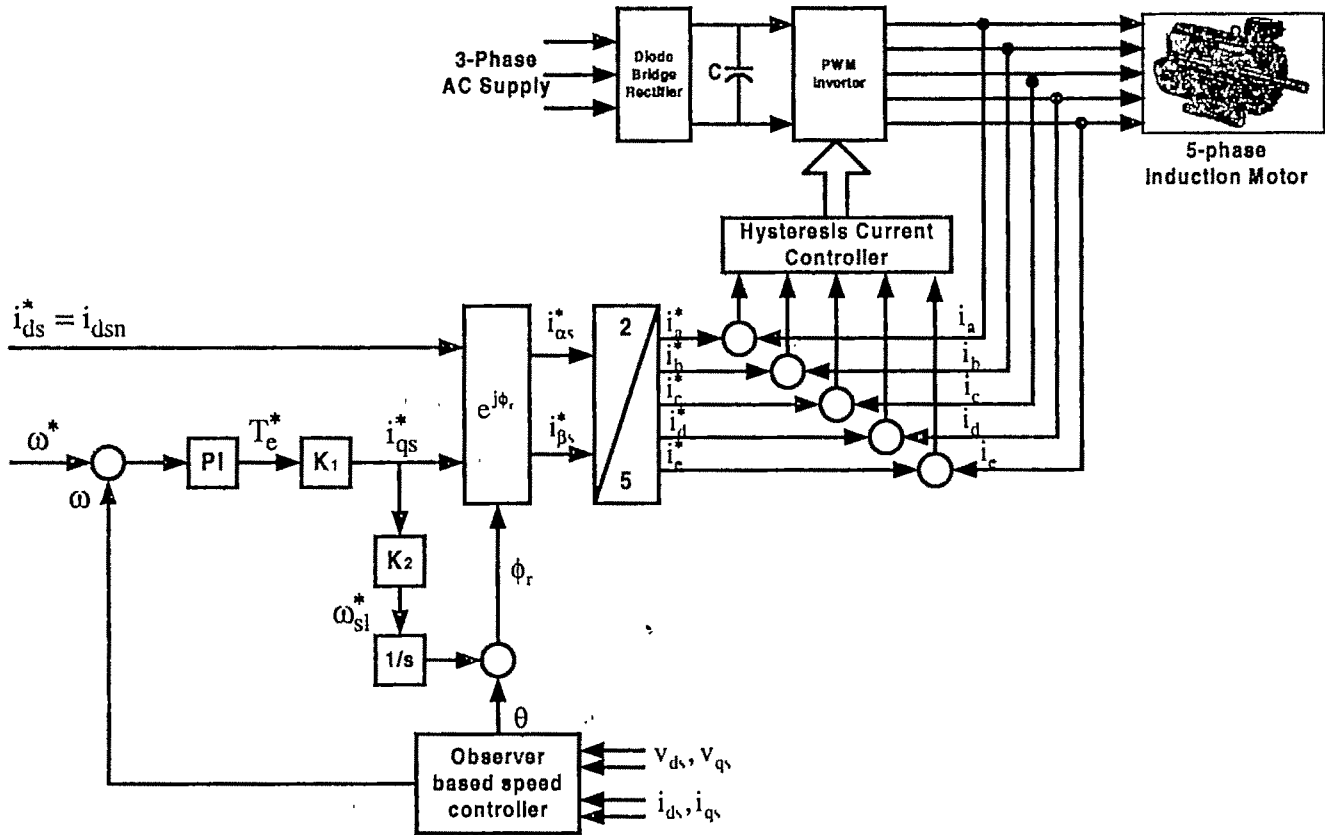 3-Phase
AC Supply
Diode
Bridge
Rectifier
C
PWM
Invertor
5-phase
Induction Motor
Hysteresis Current
Controller
i*ds = idsn
i*αs
2
5
i*a
i*b
i*c
i*d
i*e
ia
ib
ic
id
ie
e^jϕr
ω*
ω
PI
T*e
K1
i*qs
i*βs
K2
ω*sl
1/s
ϕr
θ
Observer
based speed
controller
vds, vqs
ids, iqs